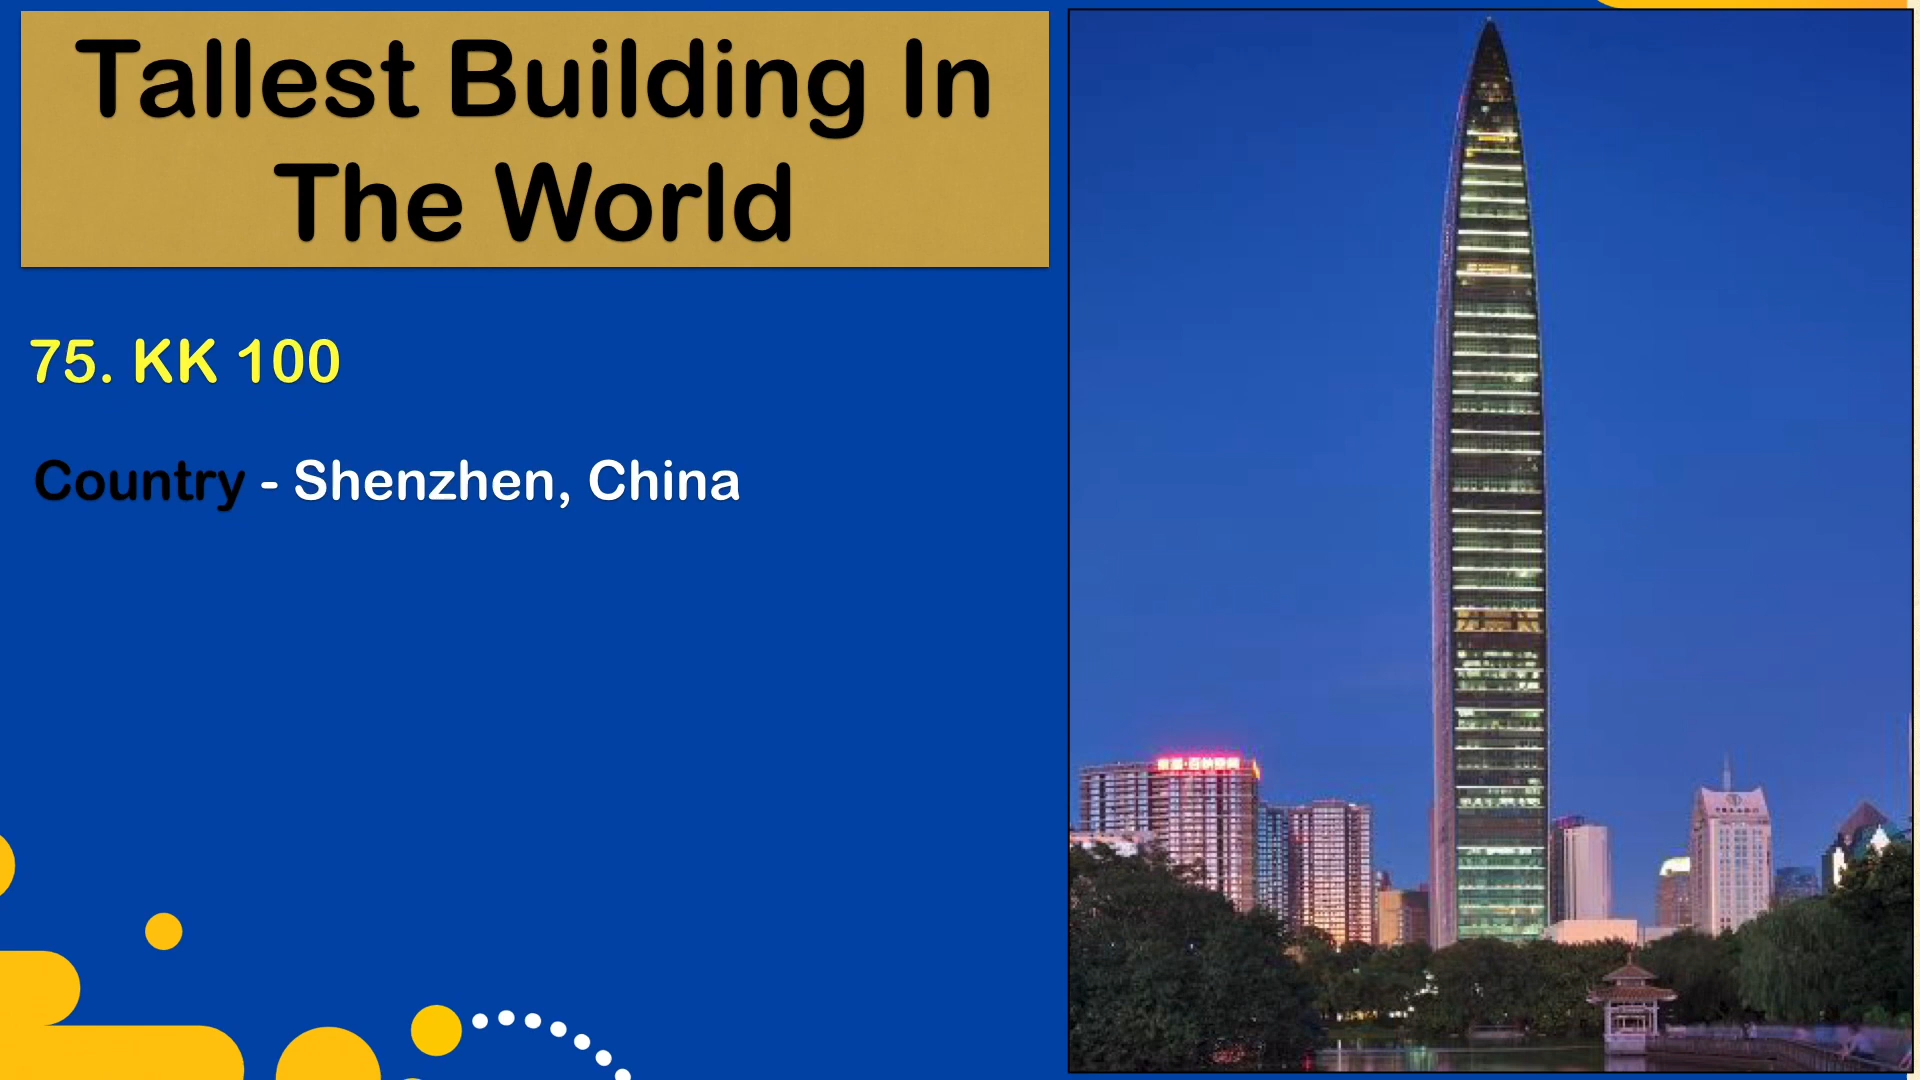 Tallest Building In
The World
75. KK 100
Country - Shenzhen, China